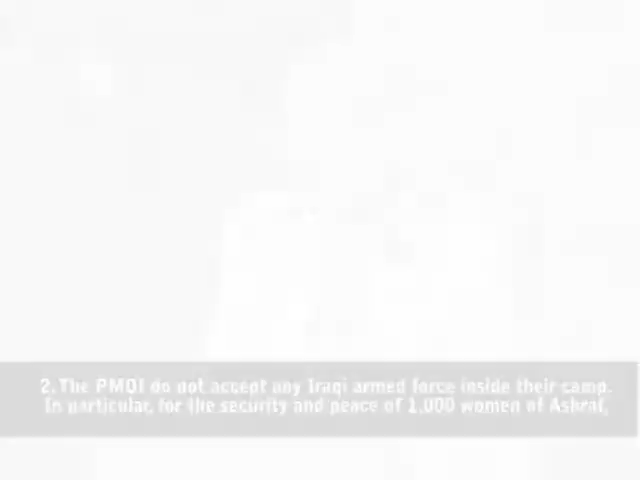 2. The PMOI do not accept any Iraqi armed force inside their camp.
In particular, for the security and peace of 1,000 women of Ashraf,